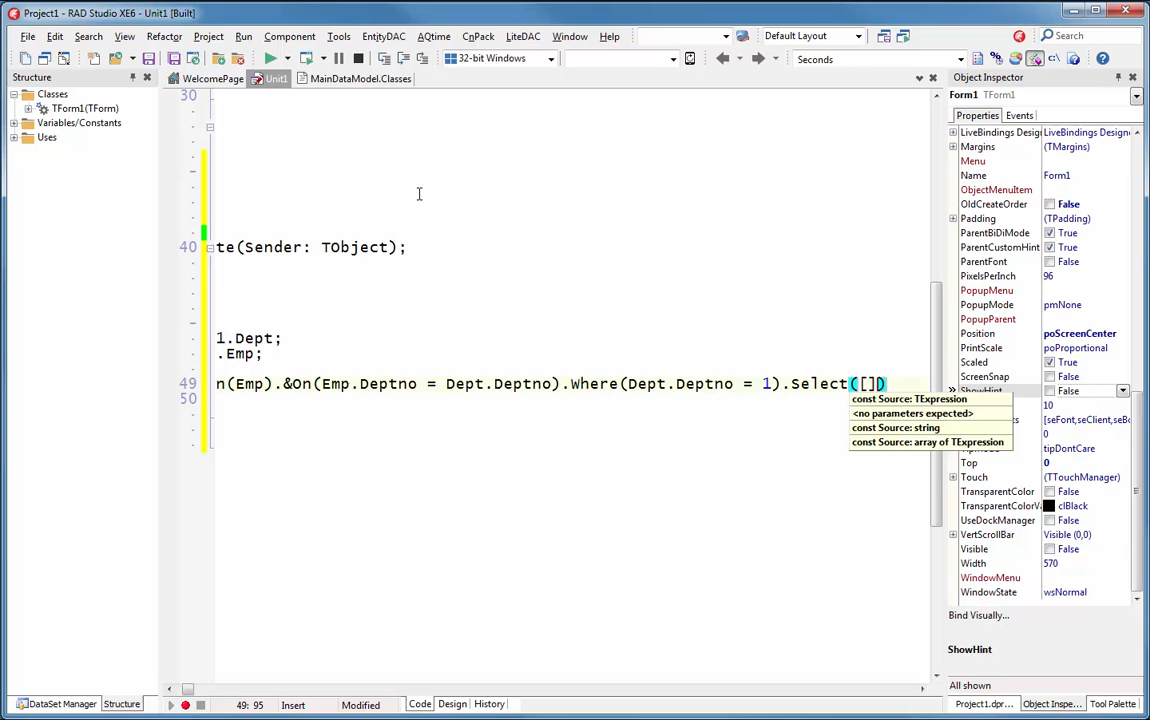 Project1 - RAD Studio XE6 - Unit1 [Built]
File Edit Search View Refactor Project Run Component Tools EntityDAC AQtime CnPack LiteDAC Window Help
Default Layout
Search
32-bit Windows
Seconds
Structure
WelcomePage Unit1 MainDataModel.Classes
Object Inspector
Classes
TForm1(TForm)
Variables/Constants
Uses
Form1 TForm1
Properties Events
LiveBindings Desig LiveBindings Designe
Margins (TMargins)
Menu
Name Form1
ObjectMenuItem
OldCreateOrder False
Padding (TPadding)
ParentBiDiMode True
ParentCustomHint True
ParentFont False
PixelsPerInch 96
PopupMenu
PopupMode pmNone
PopupParent
Position poScreenCenter
PrintScale poProportional
Scaled True
ScreenSnap False
ShowHint False
10
[seFont,seClient,seBo
0
tipDontCare
Top 0
Touch (TTouchManager)
TransparentColor False
TransparentColorVa clBlack
UseDockManager False
VertScrollBar Visible (0,0)
Visible False
Width 570
WindowMenu
WindowState wsNormal
Bind Visually...
ShowHint
All shown
30
40 te(Sender: TObject);
1.Dept;
.Emp;
49 n(Emp).&On(Emp.Deptno = Dept.Deptno).Where(Dept.Deptno = 1).Select([])
50
const Source: TExpression
<no parameters expected>
const Source: string
const Source: array of TExpression
DataSet Manager Structure
49: 95 Insert Modified Code Design History
Project1.dpr... Object Inspe... Tool Palette